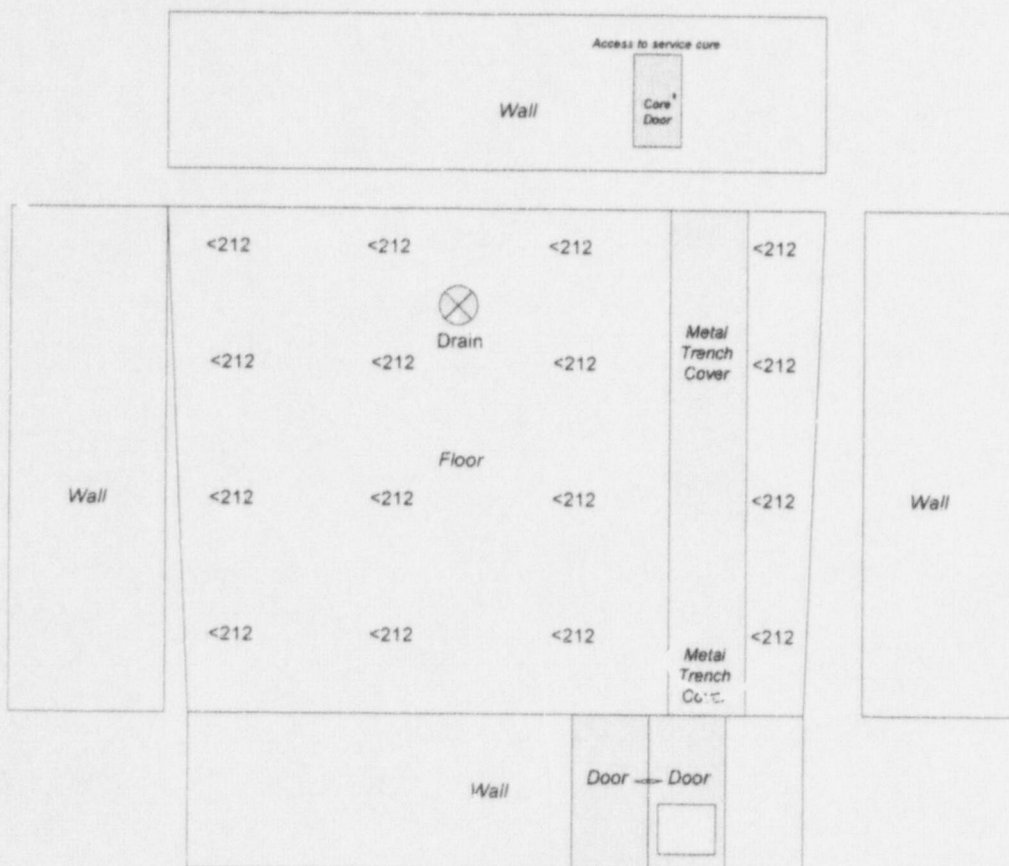 Access to service core
Wall
Core
Door
<212 <212 <212 <212
Drain
Metal
Trench
Cover
<212 <212 <212 <212
Floor
Wall
<212 <212 <212 <212
Wall
<212 <212 <212 <212
Metal
Trench
Wall
Door Door